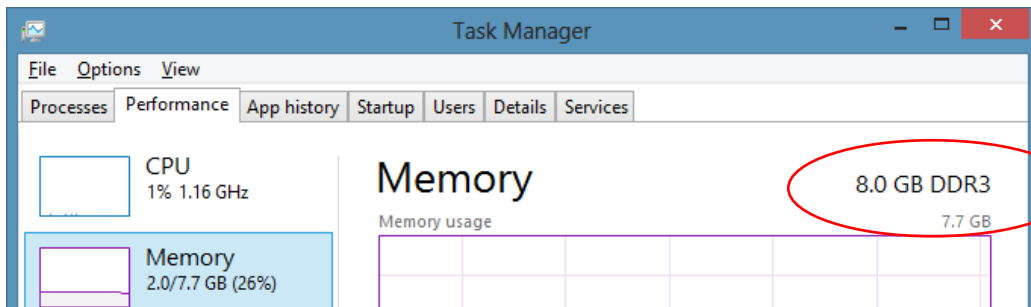 Task Manager
File Options View
Processes Performance App history Startup Users Details Services
CPU
1% 1.16 GHz
Memory
2.0/7.7 GB (26%)
Memory 8.0 GB DDR3
Memory usage 7.7 GB